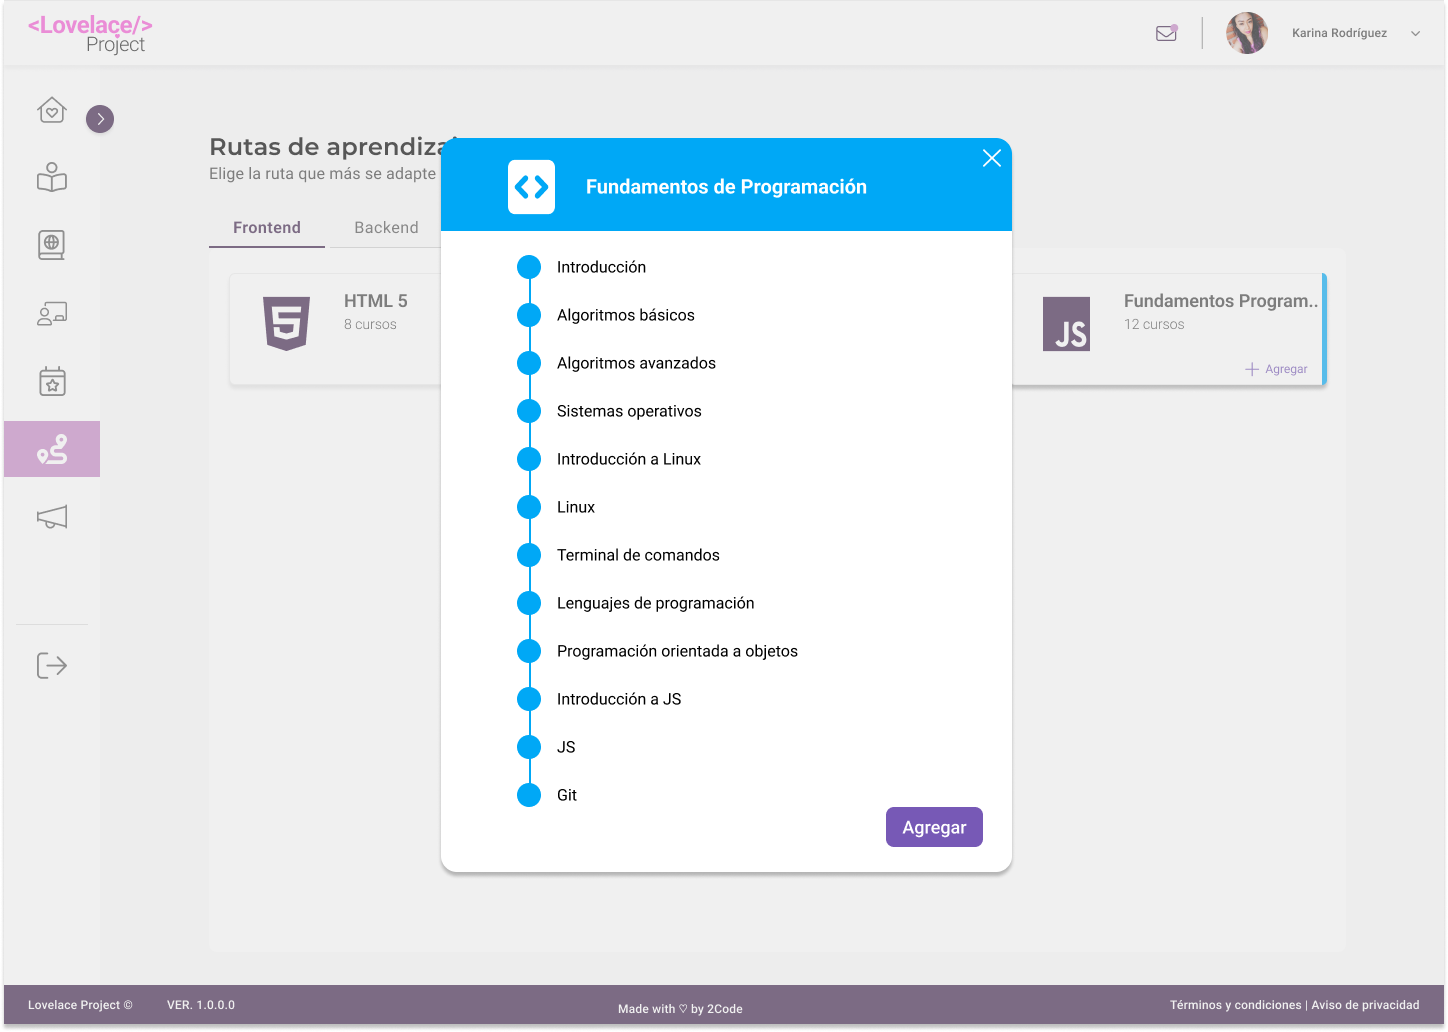 <Lovelace/>
Project
Karina Rodríguez
Rutas de aprendizaj
Elige la ruta que más se adapte
Frontend
Backend
HTML 5
8 cursos
Fundamentos Program..
12 cursos
JS
Agregar
Fundamentos de Programación
Introducción
Algoritmos básicos
Algoritmos avanzados
Sistemas operativos
Introducción a Linux
Linux
Terminal de comandos
Lenguajes de programación
Programación orientada a objetos
Introducción a JS
JS
Git
Agregar
Lovelace Project ©
VER. 1.0.0.0
Made with ♡ by 2Code
Términos y condiciones | Aviso de privacidad